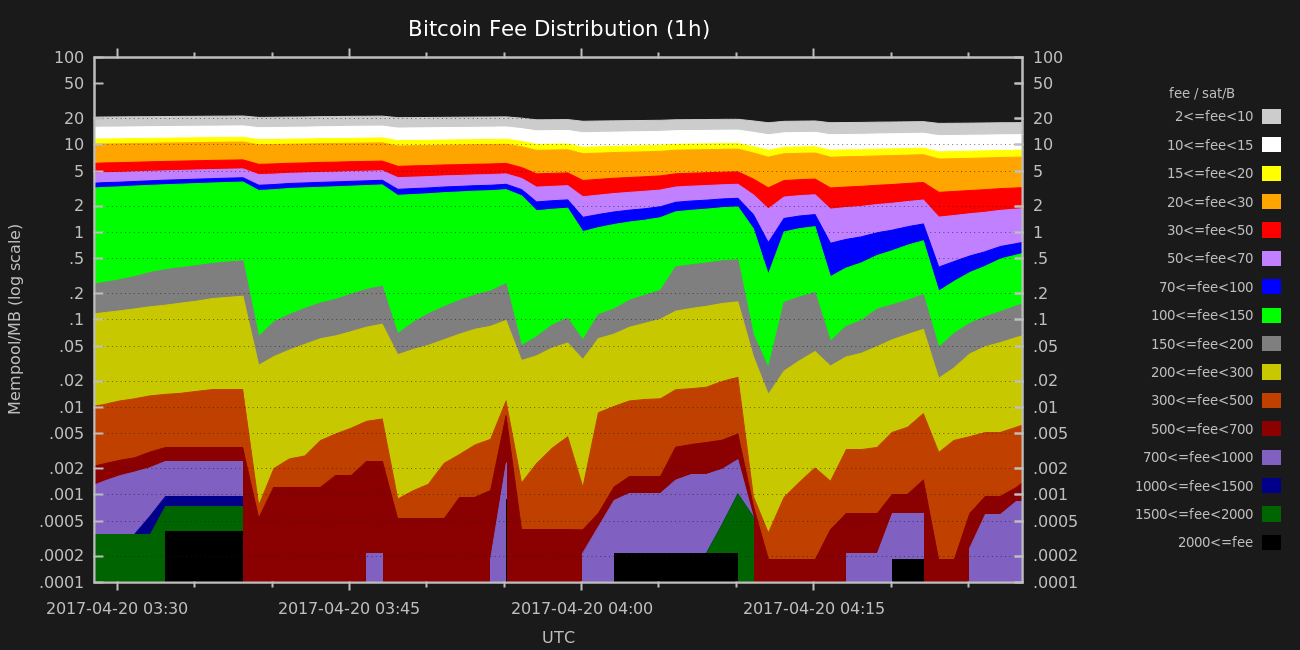 Bitcoin Fee Distribution (1h)
Mempool/MB (log scale)
100
50
20
10
5
2
1
.5
.2
.1
.05
.02
.01
.005
.002
.001
.0005
.0002
.0001
100
50
20
10
5
2
1
.5
.2
.1
.05
.02
.01
.005
.002
.001
.0005
.0002
.0001
2017-04-20 03:30
2017-04-20 03:45
2017-04-20 04:00
2017-04-20 04:15
UTC
fee / sat/B
2<=fee<10
10<=fee<15
15<=fee<20
20<=fee<30
30<=fee<50
50<=fee<70
70<=fee<100
100<=fee<150
150<=fee<200
200<=fee<300
300<=fee<500
500<=fee<700
700<=fee<1000
1000<=fee<1500
1500<=fee<2000
2000<=fee